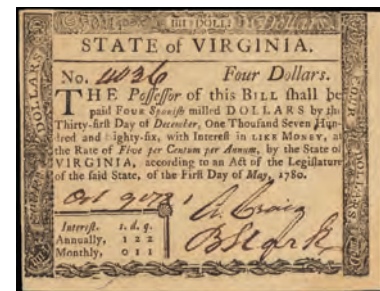 STATE of VIRGINIA.
No. 4036 Four Dollars.
THE Poſſeſſor of this BILL ſhall be
paid FOUR Spaniſh milled DOLLARS by the
Thirty-firſt Day of December, One Thouſand Seven Hun-
dred and Eighty-ſix, with Intereſt in LIKE MONEY, at
the Rate of Five per Centum per Annum, by the State of
VIRGINIA, according to an Act of the Legiſlature
of the ſaid State, of the Firſt Day of May, 1780.
A. Craig
B Stark
Intereſt. s. d. q.
Annually, 1 2 2
Monthly, 0 1 1
DOLLARS
DOLLARS